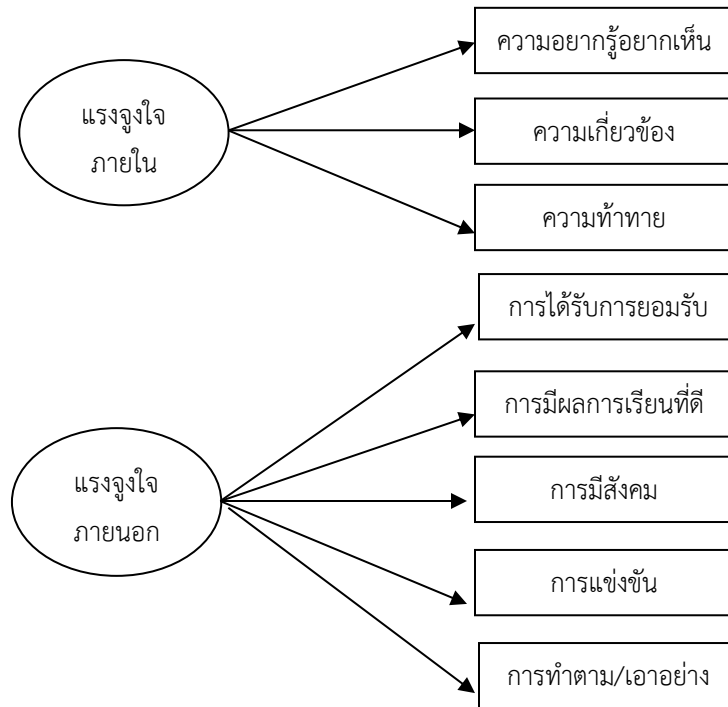 ความอยากรู้อยากเห็น
แรงจูงใจ
ภายใน
ความเกี่ยวข้อง
ความท้าทาย
การได้รับการยอมรับ
การมีผลการเรียนที่ดี
แรงจูงใจ
ภายนอก
การมีสังคม
การแข่งขัน
การทำตาม/เอาอย่าง